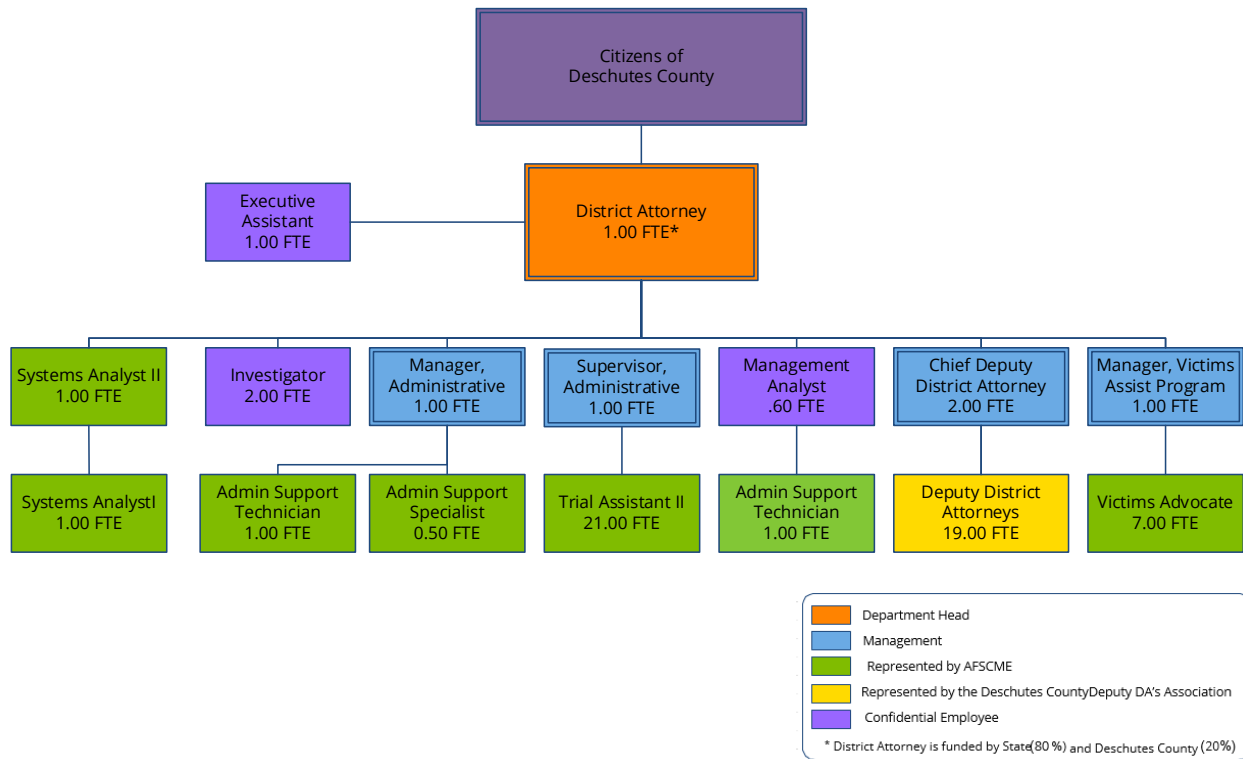 Citizens of
Deschutes County
Executive
Assistant
1.00 FTE
District Attorney
1.00 FTE*
Systems Analyst II
1.00 FTE
Investigator
2.00 FTE
Manager,
Administrative
1.00 FTE
Supervisor,
Administrative
1.00 FTE
Management
Analyst
.60 FTE
Chief Deputy
District Attorney
2.00 FTE
Manager, Victims
Assist Program
1.00 FTE
Systems AnalystI
1.00 FTE
Admin Support
Technician
1.00 FTE
Admin Support
Specialist
0.50 FTE
Trial Assistant II
21.00 FTE
Admin Support
Technician
1.00 FTE
Deputy District
Attorneys
19.00 FTE
Victims Advocate
7.00 FTE
Department Head
Management
Represented by AFSCME
Represented by the Deschutes CountyDeputy DA's Association
Confidential Employee
* District Attorney is funded by State(80 %) and Deschutes County (20%)